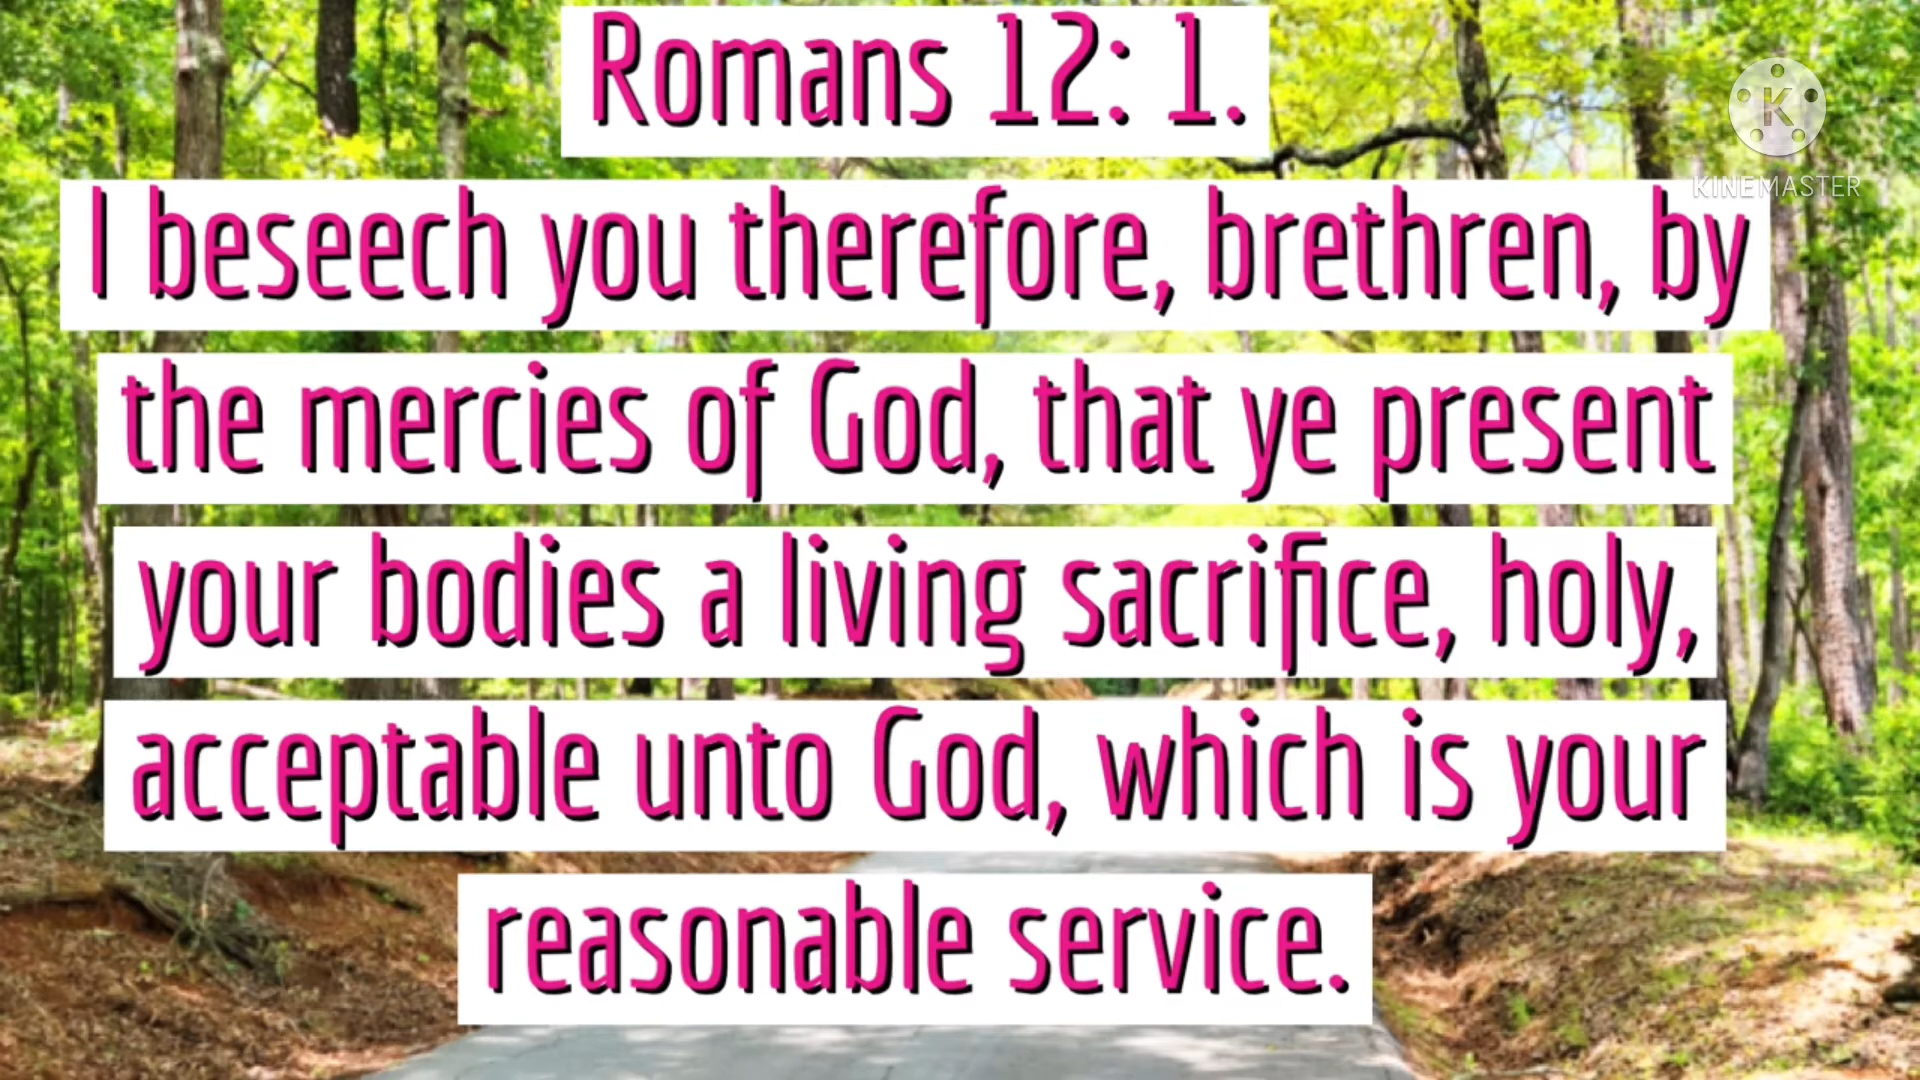 Romans 12: 1.
K
KINEMASTER
I beseech you therefore, brethren, by
the mercies of God, that ye present
your bodies a living sacrifice, holy,
acceptable unto God, which is your
reasonable service.